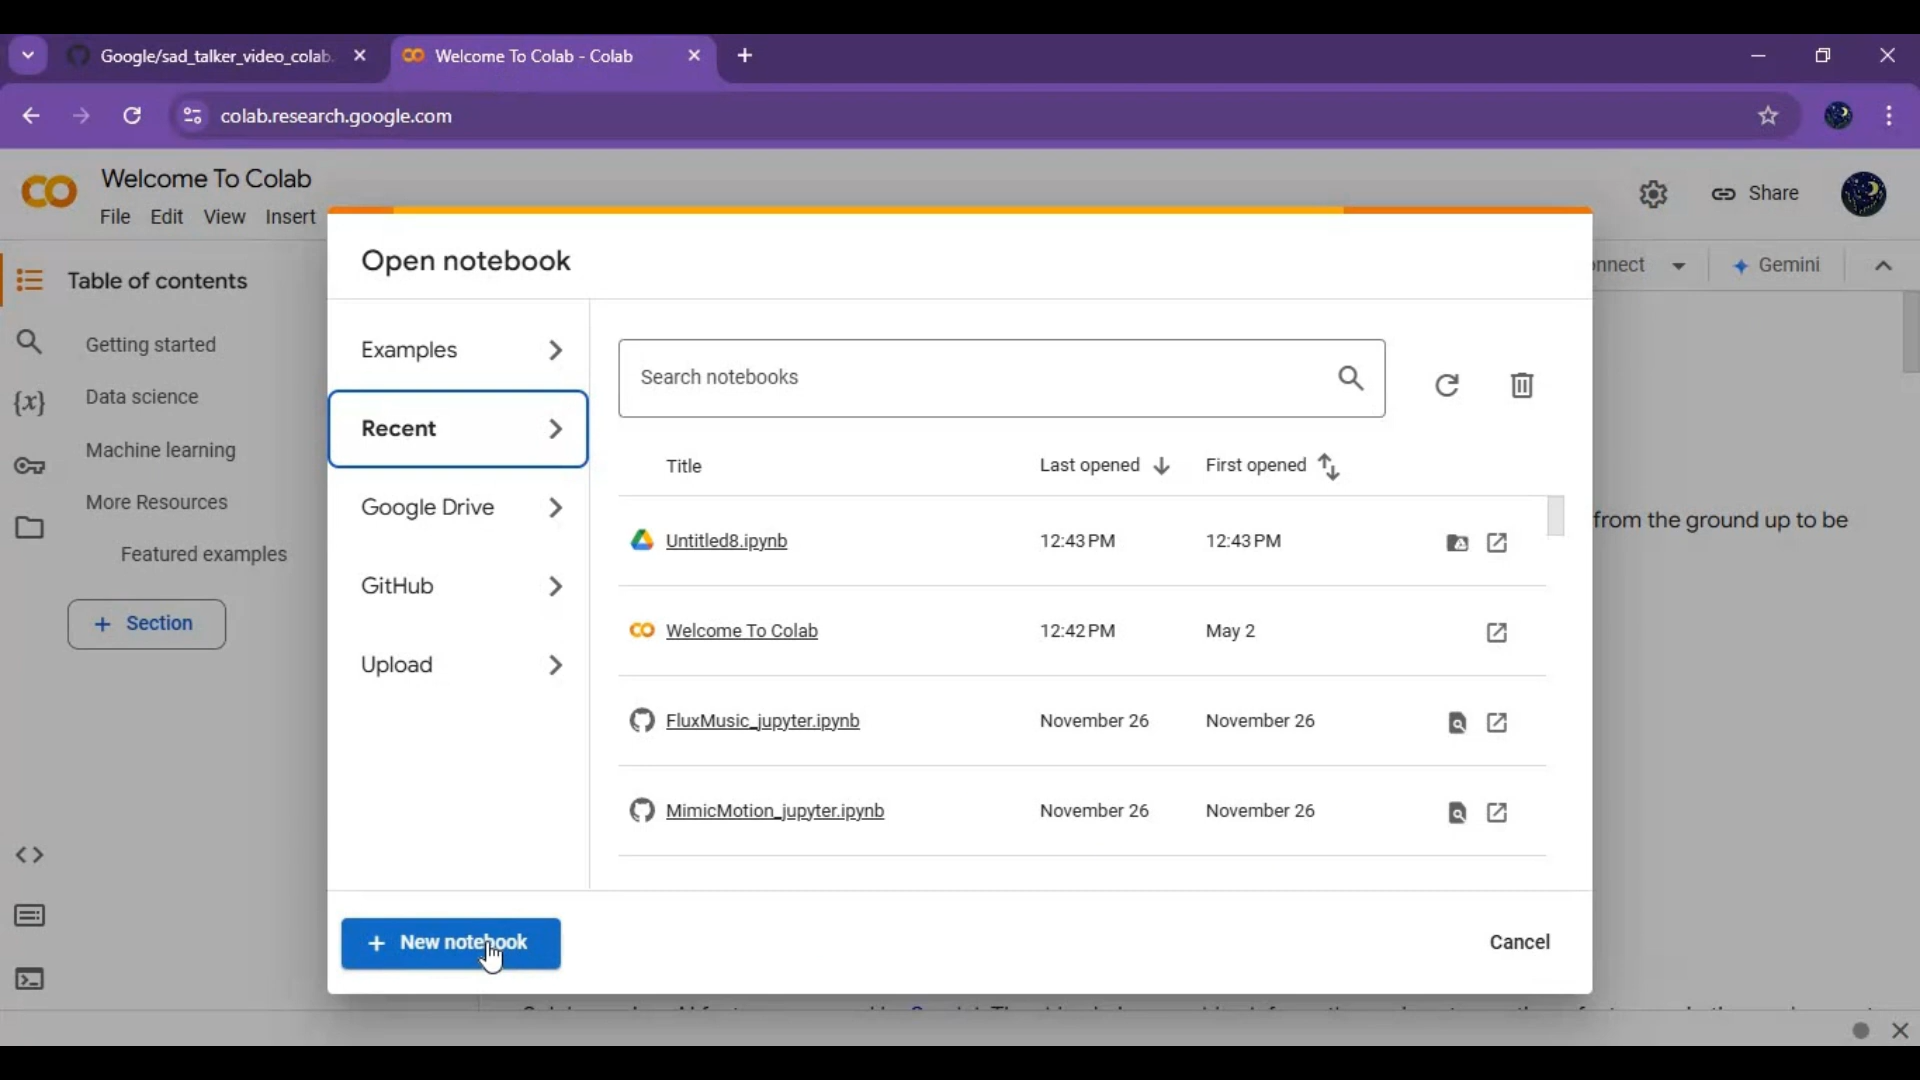 Google/sad_talker_video_colab.
Welcome To Colab - Colab
colab.research.google.com
Welcome To Colab
File Edit View Insert
Share
Table of contents
Getting started
Data science
Machine learning
More Resources
Featured examples
+ Section
nnect
Gemini
from the ground up to be
Open notebook
Examples
Recent
Google Drive
GitHub
Upload
Search notebooks
Title Last opened First opened
Untitled8.ipynb 12:43 PM 12:43 PM
Welcome To Colab 12:42 PM May 2
FluxMusic_jupyter.ipynb November 26 November 26
MimicMotion_jupyter.ipynb November 26 November 26
+ New notebook
Cancel